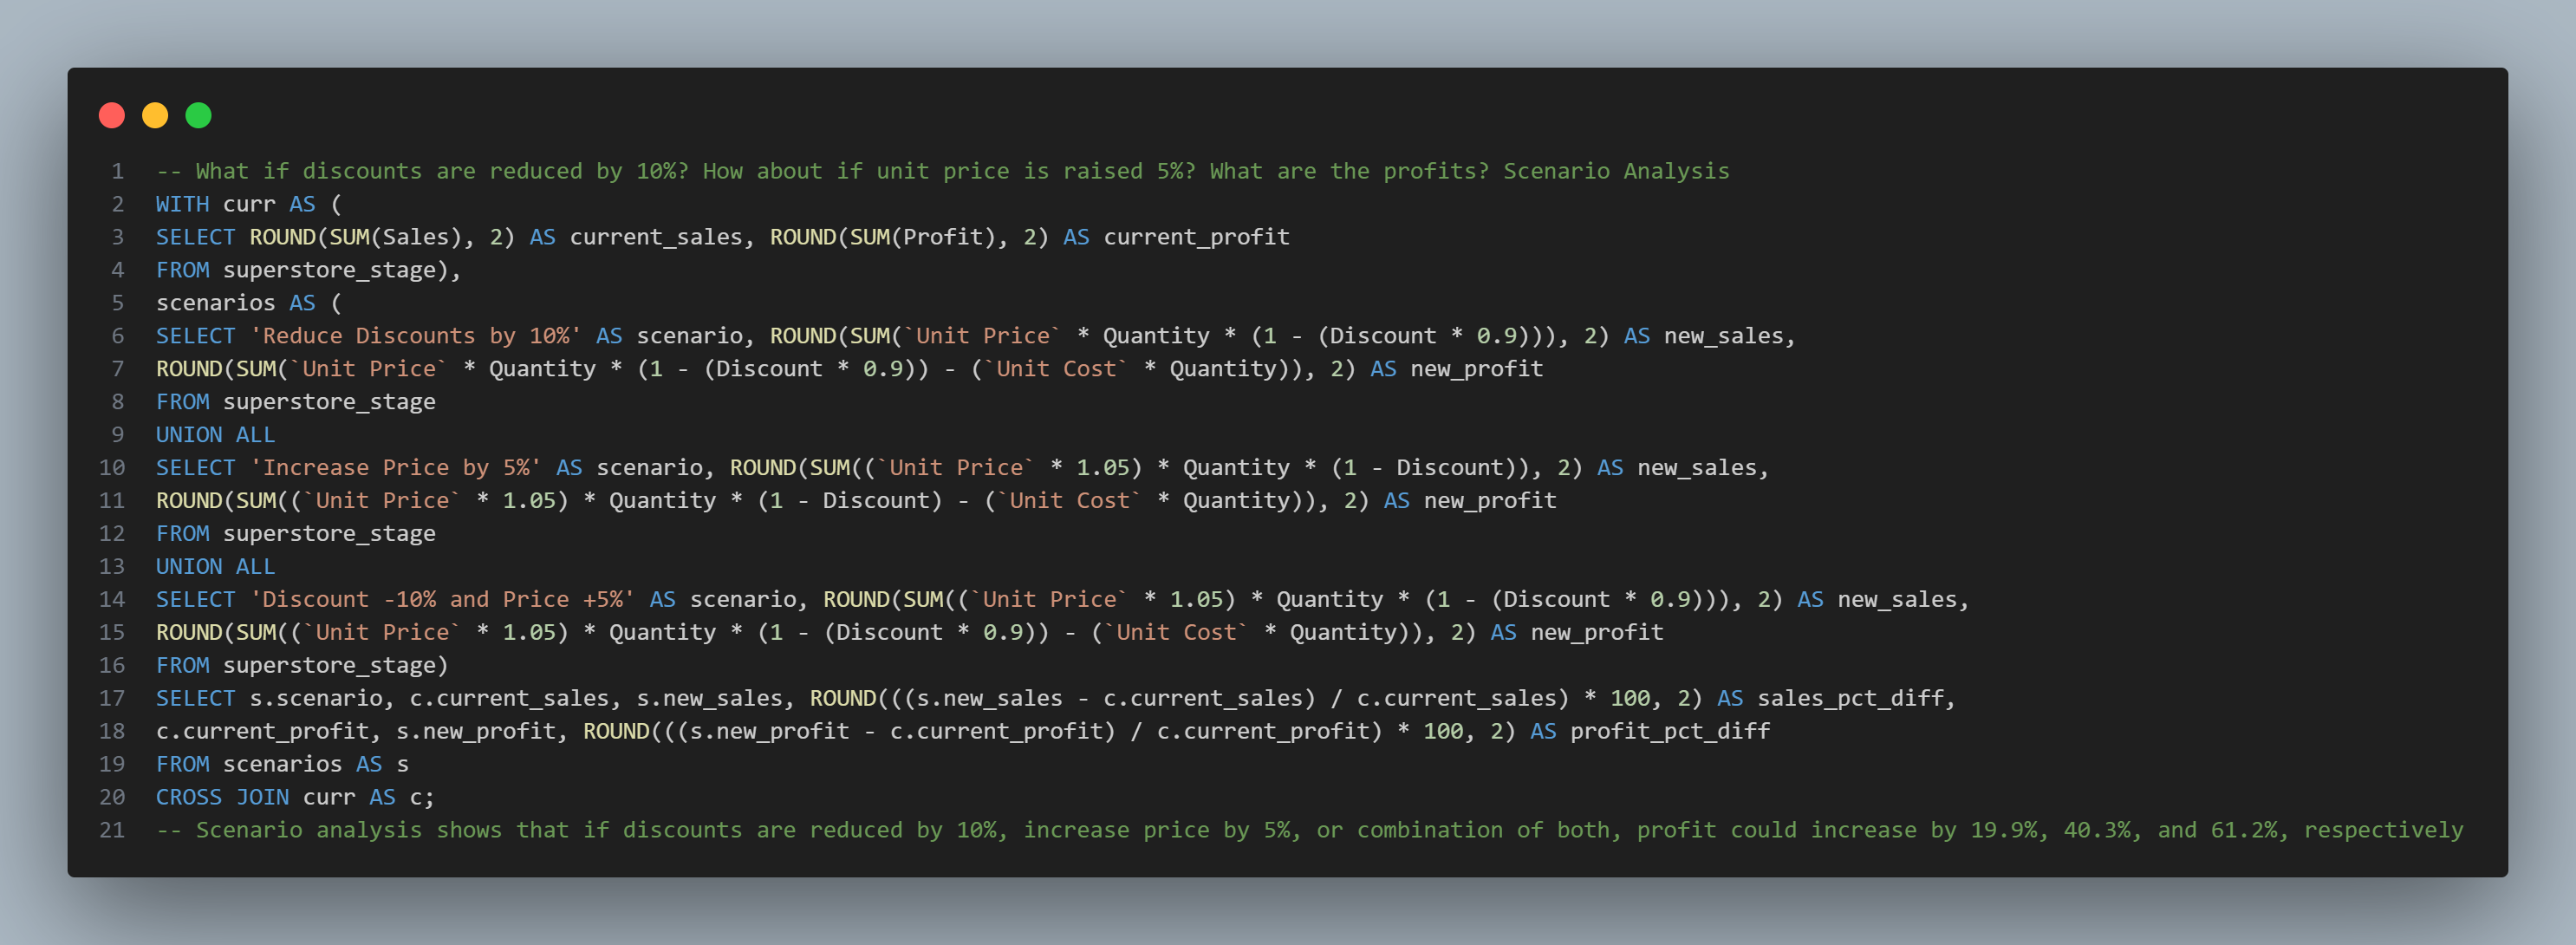 1 -- What if discounts are reduced by 10%? How about if unit price is raised 5%? What are the profits? Scenario Analysis
2 WITH curr AS (
3 SELECT ROUND(SUM(Sales), 2) AS current_sales, ROUND(SUM(Profit), 2) AS current_profit
4 FROM superstore_stage),
5 scenarios AS (
6 SELECT 'Reduce Discounts by 10%' AS scenario, ROUND(SUM(`Unit Price` * Quantity * (1 - (Discount * 0.9))), 2) AS new_sales,
7 ROUND(SUM(`Unit Price` * Quantity * (1 - (Discount * 0.9)) - (`Unit Cost` * Quantity)), 2) AS new_profit
8 FROM superstore_stage
9 UNION ALL
10 SELECT 'Increase Price by 5%' AS scenario, ROUND(SUM((`Unit Price` * 1.05) * Quantity * (1 - Discount)), 2) AS new_sales,
11 ROUND(SUM((`Unit Price` * 1.05) * Quantity * (1 - Discount) - (`Unit Cost` * Quantity)), 2) AS new_profit
12 FROM superstore_stage
13 UNION ALL
14 SELECT 'Discount -10% and Price +5%' AS scenario, ROUND(SUM((`Unit Price` * 1.05) * Quantity * (1 - (Discount * 0.9))), 2) AS new_sales,
15 ROUND(SUM((`Unit Price` * 1.05) * Quantity * (1 - (Discount * 0.9)) - (`Unit Cost` * Quantity)), 2) AS new_profit
16 FROM superstore_stage)
17 SELECT s.scenario, c.current_sales, s.new_sales, ROUND(((s.new_sales - c.current_sales) / c.current_sales) * 100, 2) AS sales_pct_diff,
18 c.current_profit, s.new_profit, ROUND(((s.new_profit - c.current_profit) / c.current_profit) * 100, 2) AS profit_pct_diff
19 FROM scenarios AS s
20 CROSS JOIN curr AS c;
21 -- Scenario analysis shows that if discounts are reduced by 10%, increase price by 5%, or combination of both, profit could increase by 19.9%, 40.3%, and 61.2%, respectively